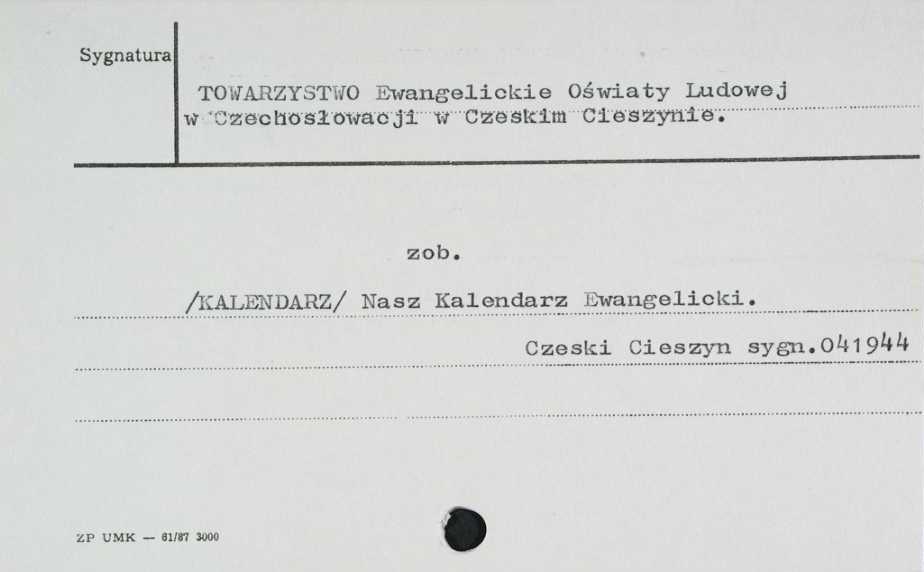 Sygnatura
TOWARZYSTWO Ewangelickie Oświaty Ludowej
w Czechosłowacji w Czeskim Cieszynie.
zob.
/KALENDARZ/ Nasz Kalendarz Ewangelicki.
Czeski Cieszyn sygn.041944
ZP UMK — 61/87 3000